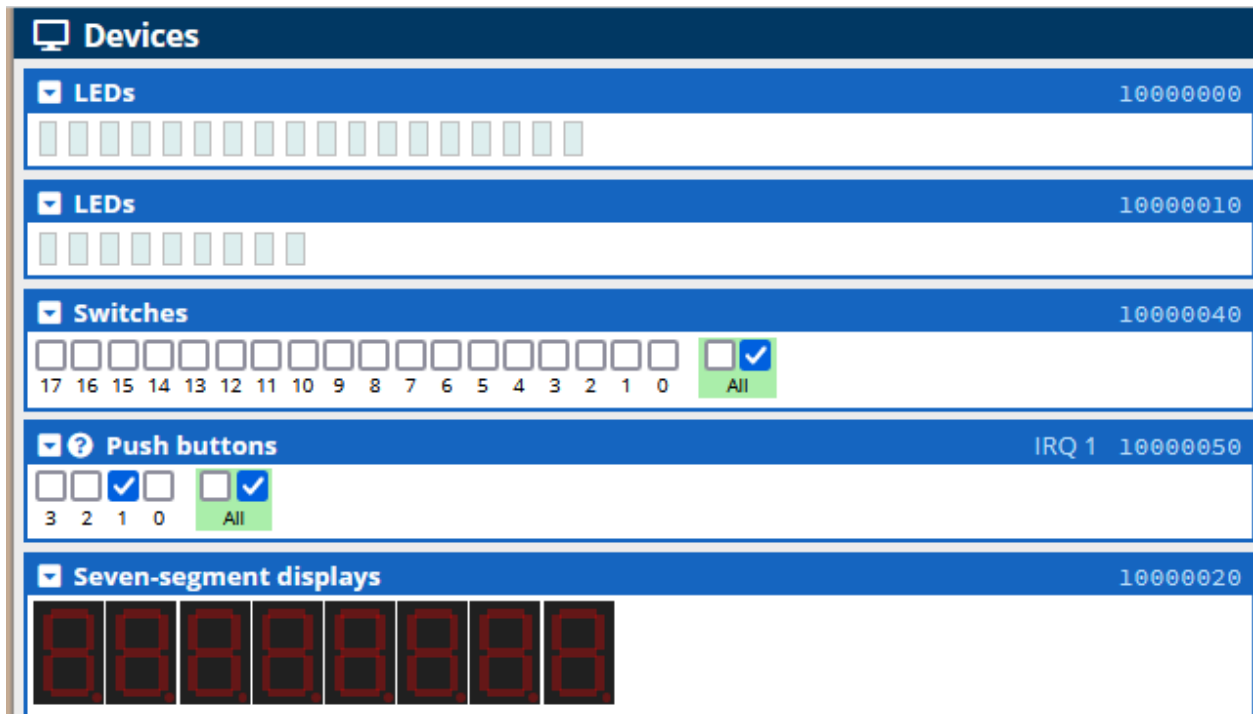 Devices
LEDs 10000000
LEDs 10000010
Switches 10000040
17 16 15 14 13 12 11 10 9 8 7 6 5 4 3 2 1 0 All
Push buttons IRQ 1 10000050
3 2 1 0 All
Seven-segment displays 10000020